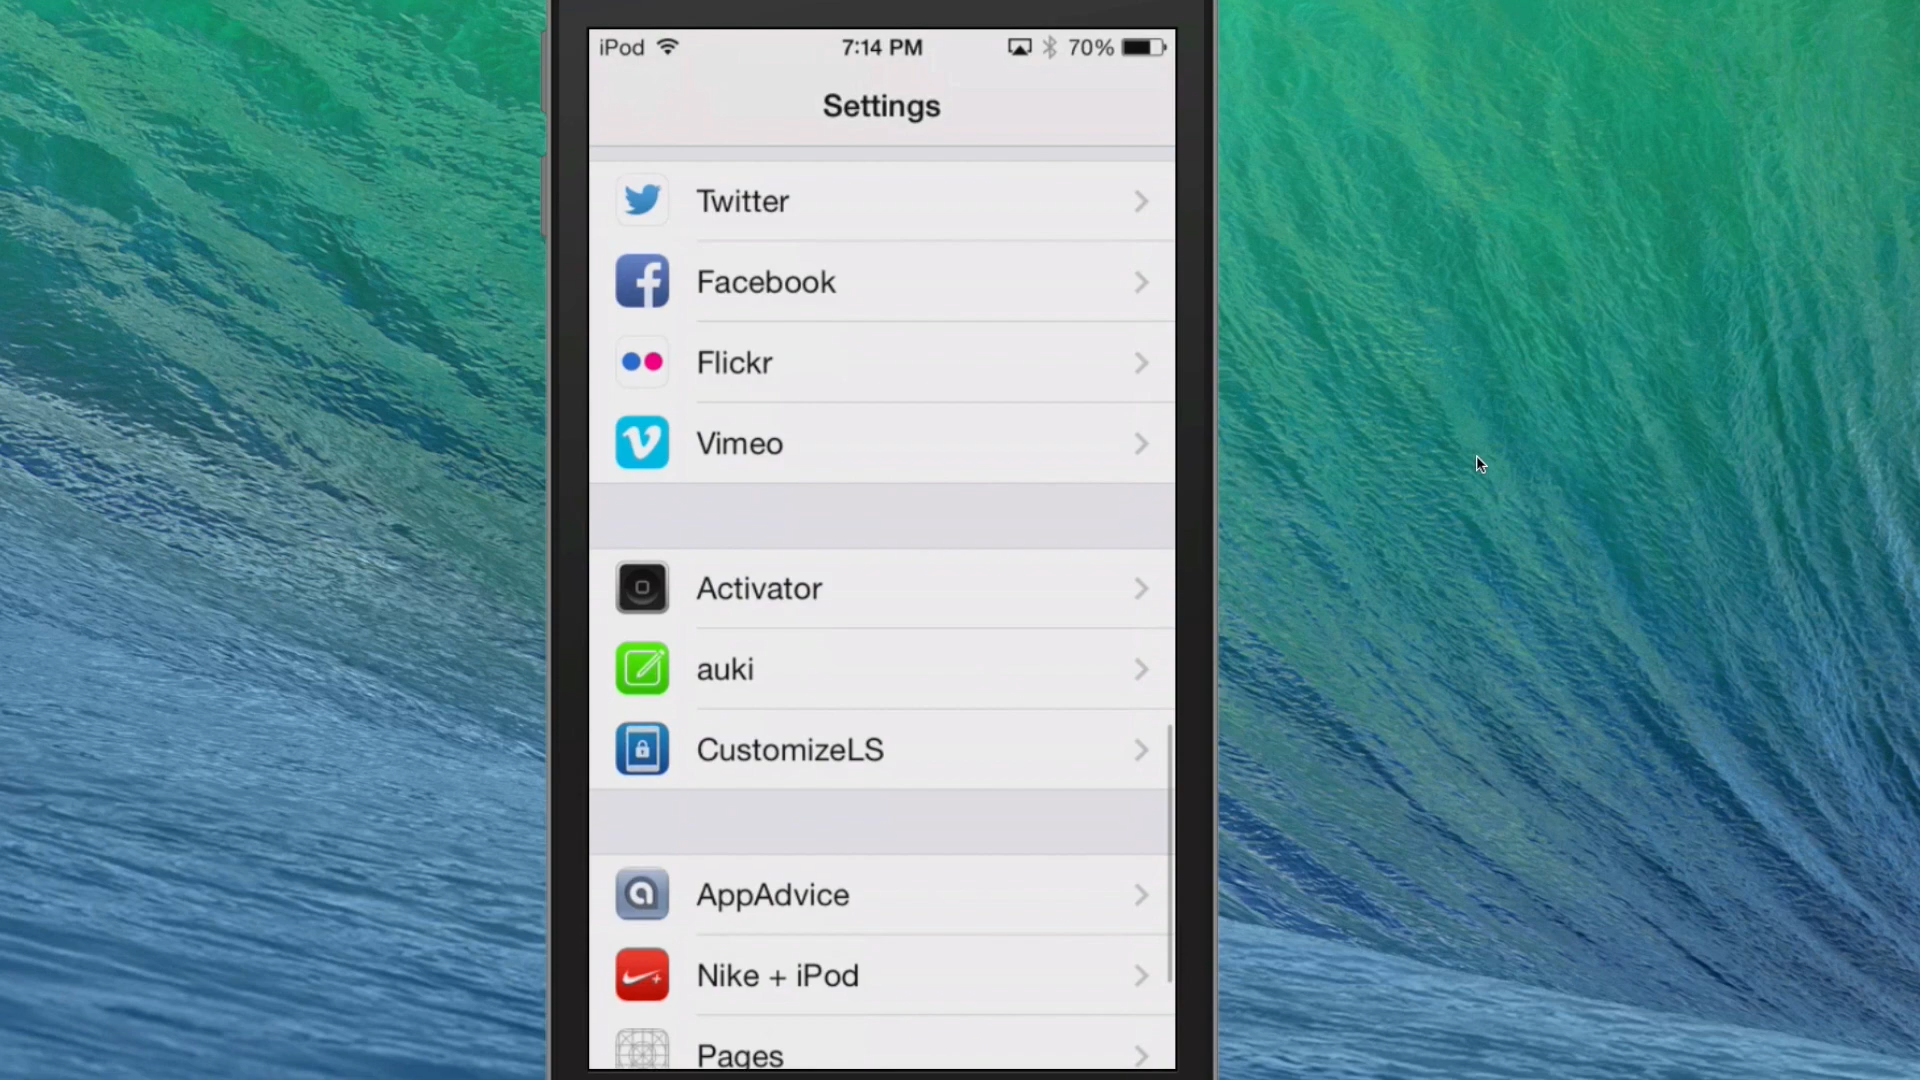 iPod 7:14 PM 70%
Settings
Twitter
Facebook
Flickr
Vimeo
Activator
auki
CustomizeLS
AppAdvice
Nike + iPod
Pages